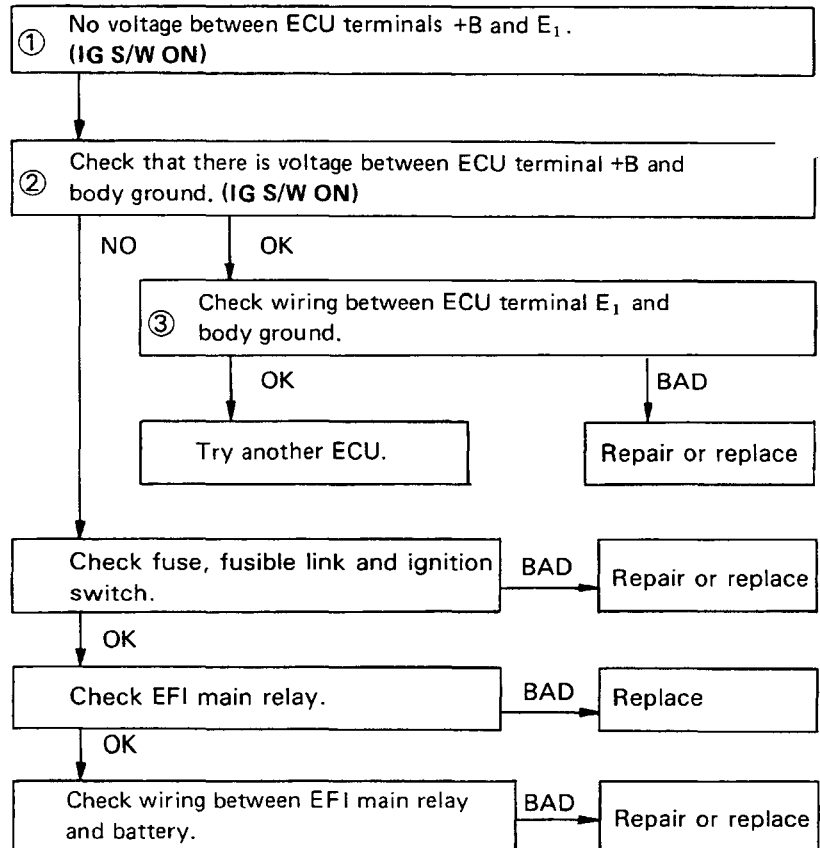 ① No voltage between ECU terminals +B and E₁.
(IG S/W ON)
② Check that there is voltage between ECU terminal +B and
body ground. (IG S/W ON)
NO
OK
③ Check wiring between ECU terminal E₁ and
body ground.
OK
BAD
Try another ECU.
Repair or replace
Check fuse, fusible link and ignition
switch.
BAD
Repair or replace
OK
Check EFI main relay.
BAD
Replace
OK
Check wiring between EFI main relay
and battery.
BAD
Repair or replace